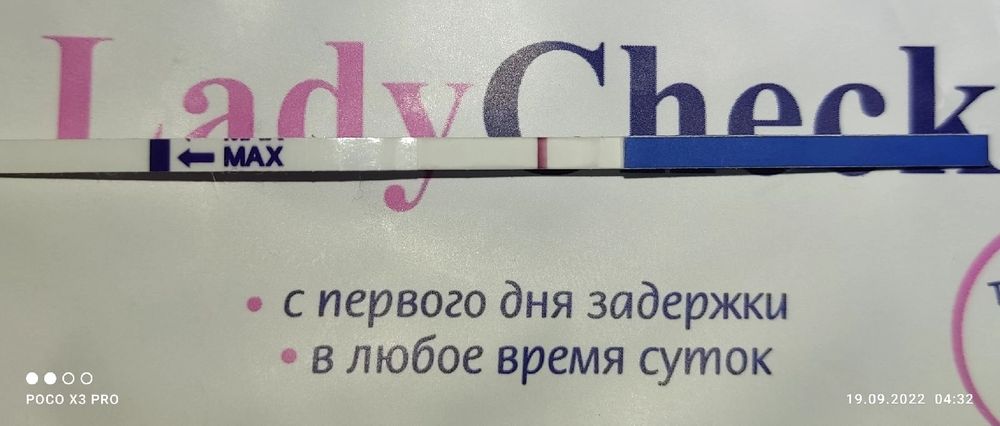 LadyCheck
← MAX
• с первого дня задержки
• в любое время суток
POCO X3 PRO
19.09.2022 04:32